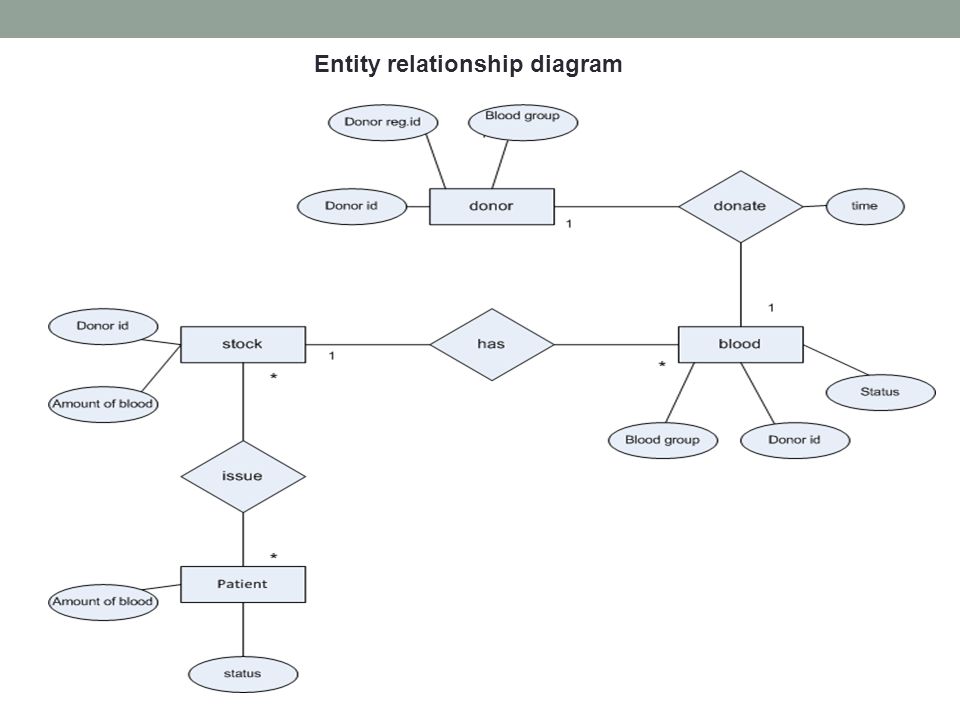 Entity relationship diagram
Donor reg.id
Blood group
Donor id
donor
donate
time
1
1
Donor id
stock
has
blood
1
*
*
Amount of blood
Status
Blood group
Donor id
issue
*
Amount of blood
Patient
status